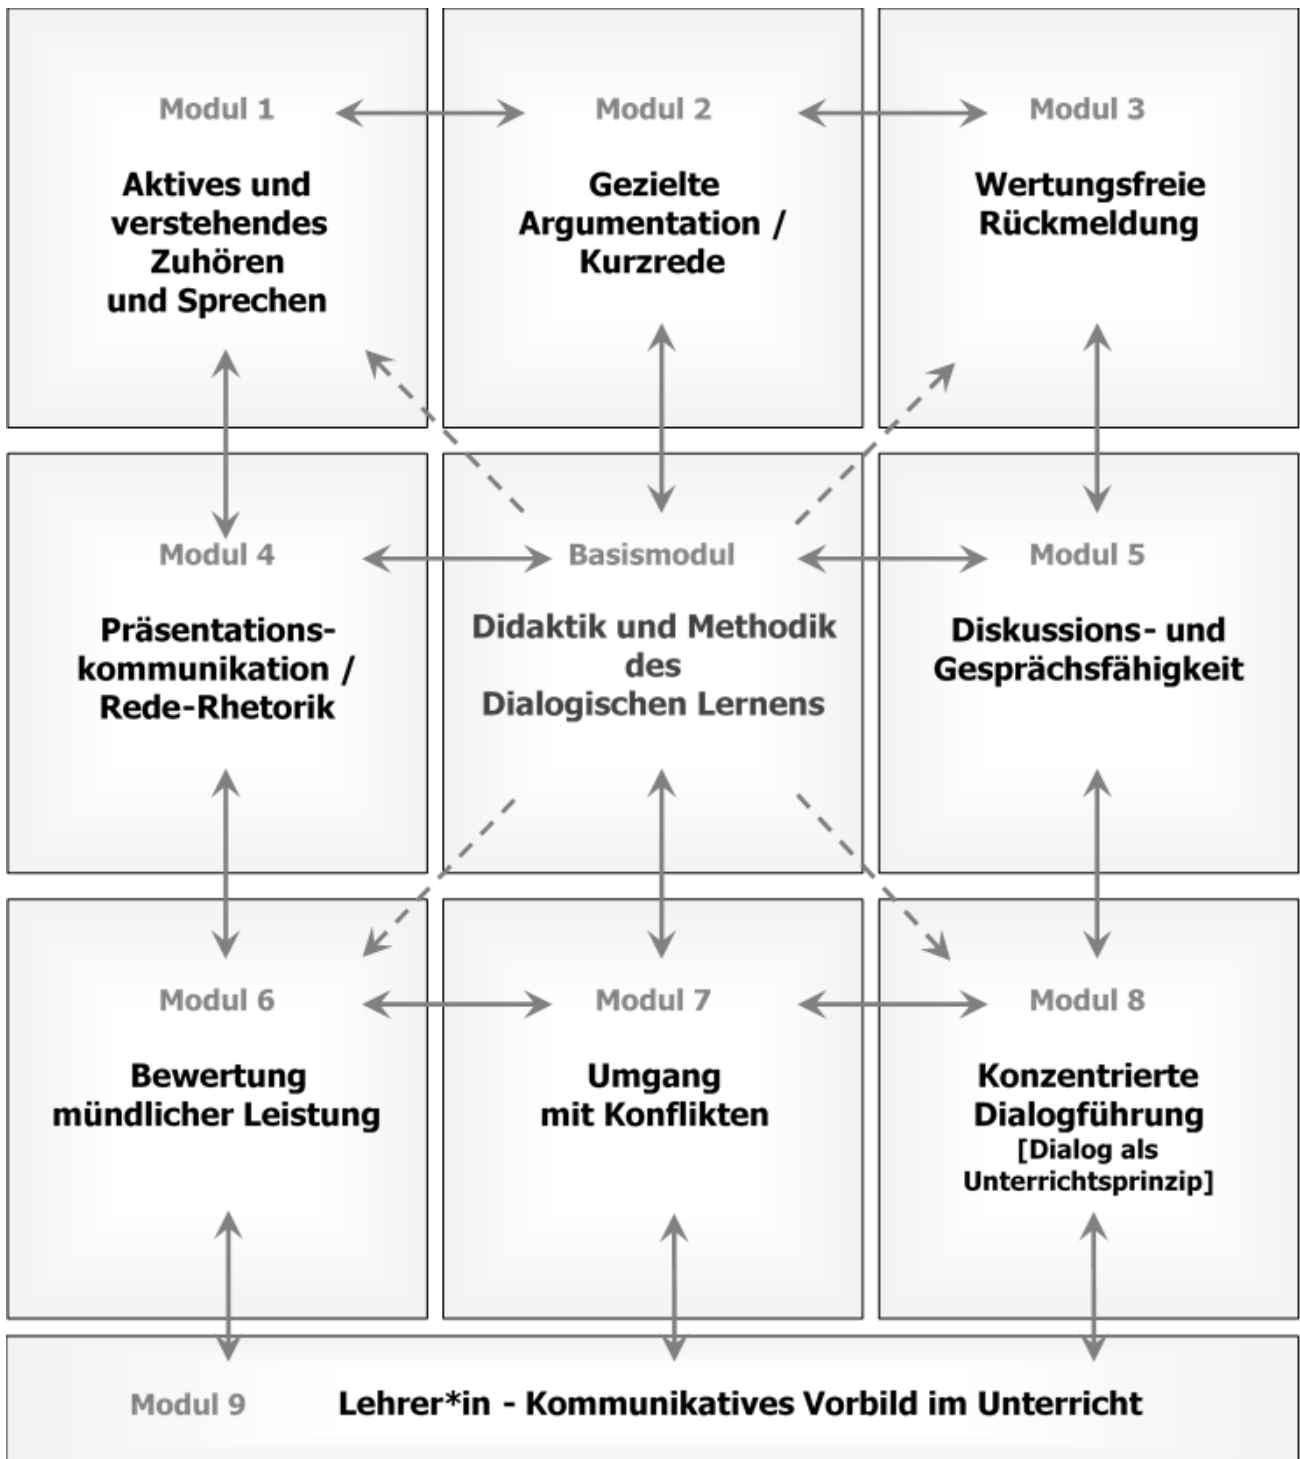 Modul 1
Aktives und
verstehendes
Zuhören
und Sprechen
Modul 2
Gezielte
Argumentation /
Kurzrede
Modul 3
Wertungsfreie
Rückmeldung
Modul 4
Präsentations-
kommunikation /
Rede-Rhetorik
Basismodul
Didaktik und Methodik
des
Dialogischen Lernens
Modul 5
Diskussions- und
Gesprächsfähigkeit
Modul 6
Bewertung
mündlicher Leistung
Modul 7
Umgang
mit Konflikten
Modul 8
Konzentrierte
Dialogführung
[Dialog als
Unterrichtsprinzip]
Modul 9 Lehrer*in - Kommunikatives Vorbild im Unterricht